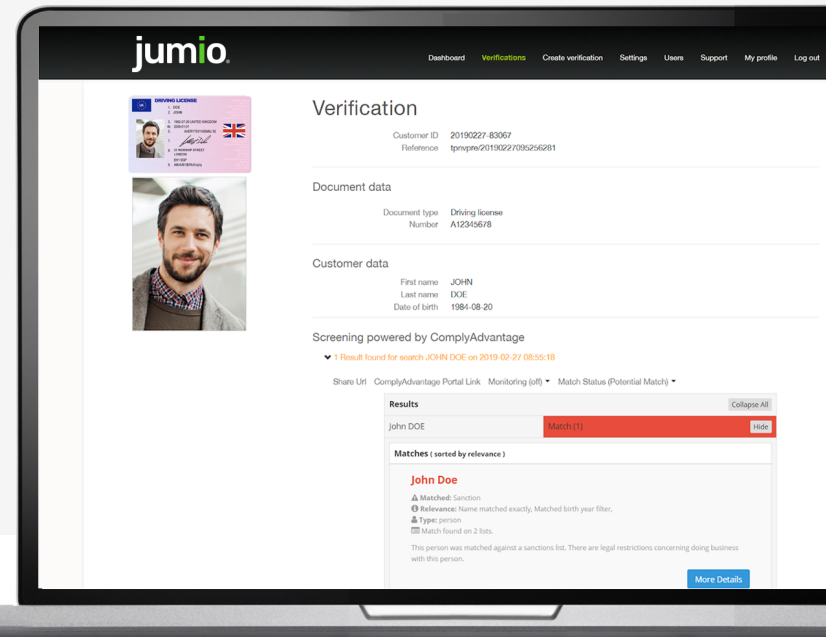 jumio.
Dashboard Verifications Create verification Settings Users Support My profile Log out
DRIVING LICENSE
1. DOE
2. JOHN
Verification
Customer ID 20190227-83067
Reference tpnvpre/20190227095256281
Document data
Document type Driving license
Number A12345678
Customer data
First name JOHN
Last name DOE
Date of birth 1984-08-20
Screening powered by ComplyAdvantage
1 Result found for search JOHN DOE on 2019-02-27 08:55:18
Share Url ComplyAdvantage Portal Link Monitoring (off) Match Status (Potential Match)
Results Collapse All
John DOE Match (1) Hide
Matches ( sorted by relevance )
John Doe
Matched: Sanction
Relevance: Name matched exactly, Matched birth year filter,
Type: person
Match found on 2 lists.
This person was matched against a sanctions list. There are legal restrictions concerning doing business
with this person.
More Details